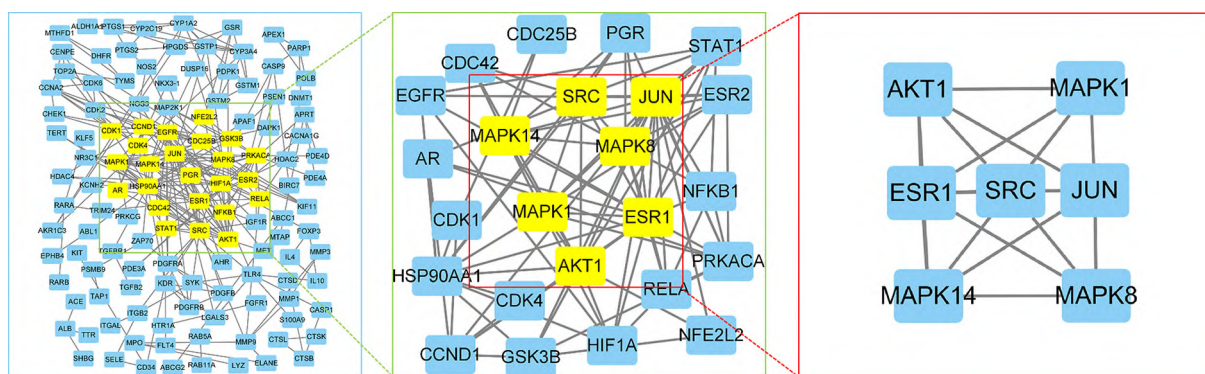 APEX1
ALDH1A1 PTGS1 CYP1A2
MTHFD1 CYP2C19 GSR
CENPE PTGS2 HPGDS GSTP1 CYP3A4 PARP1
DHFR
TOP2A TYMS NOS2 DUSP16 PDPK1 CASP9
CCNA2 CDK6 NKX3-1 GSTM1 POLB
CDK2 NOS3 MAP2K1 GSTM2 PSEN1 DNMT1
CHEK1 NFE2L2 APAF1 APRT
TERT KLF5 CDK1 CCND1 EGFR CDC25B GSK3B DAPK1 CACNA1G
CDK4
NR3C1 JUN PRKACA HDAC2 PDE4D
MAPK1 MAPK14 MAPK8
HDAC4 KCNH2 HSP90AA1 PGR HIF1A ESR2 BIRC7 PDE4A
AR
RARA TRIM24 ESR1 RELA KIF11
PRKCG CDC42 NFKB1 ABCC1
AKR1C3 ABL1 STAT1 SRC IGF1R FOXP3
ZAP70 AKT1 MTAP
EPHB4 KIT TGFBR1 MET IL4 MMP3
PSMB9 PDE3A PDGFRA AHR TLR4
RARB TAP1 TGFB2 KDR SYK CTSD IL10
ACE PDGFB FGFR1 MMP1
ITGB2 PDGFRB CASP1
ALB ITGAL HTR1A LGALS3 S100A9
TTR RAB5A MMP9 CTSL CTSK
MPO FLT4
SHBG SELE CD34 ABCG2 RAB11A LYZ ELANE CTSB
CDC25B PGR
STAT1
CDC42
EGFR SRC JUN ESR2
MAPK14 MAPK8
AR
NFKB1
CDK1 MAPK1 ESR1
HSP90AA1 AKT1 PRKACA
CDK4 RELA
NFE2L2
CCND1 GSK3B HIF1A
AKT1 MAPK1
ESR1 SRC JUN
MAPK14 MAPK8